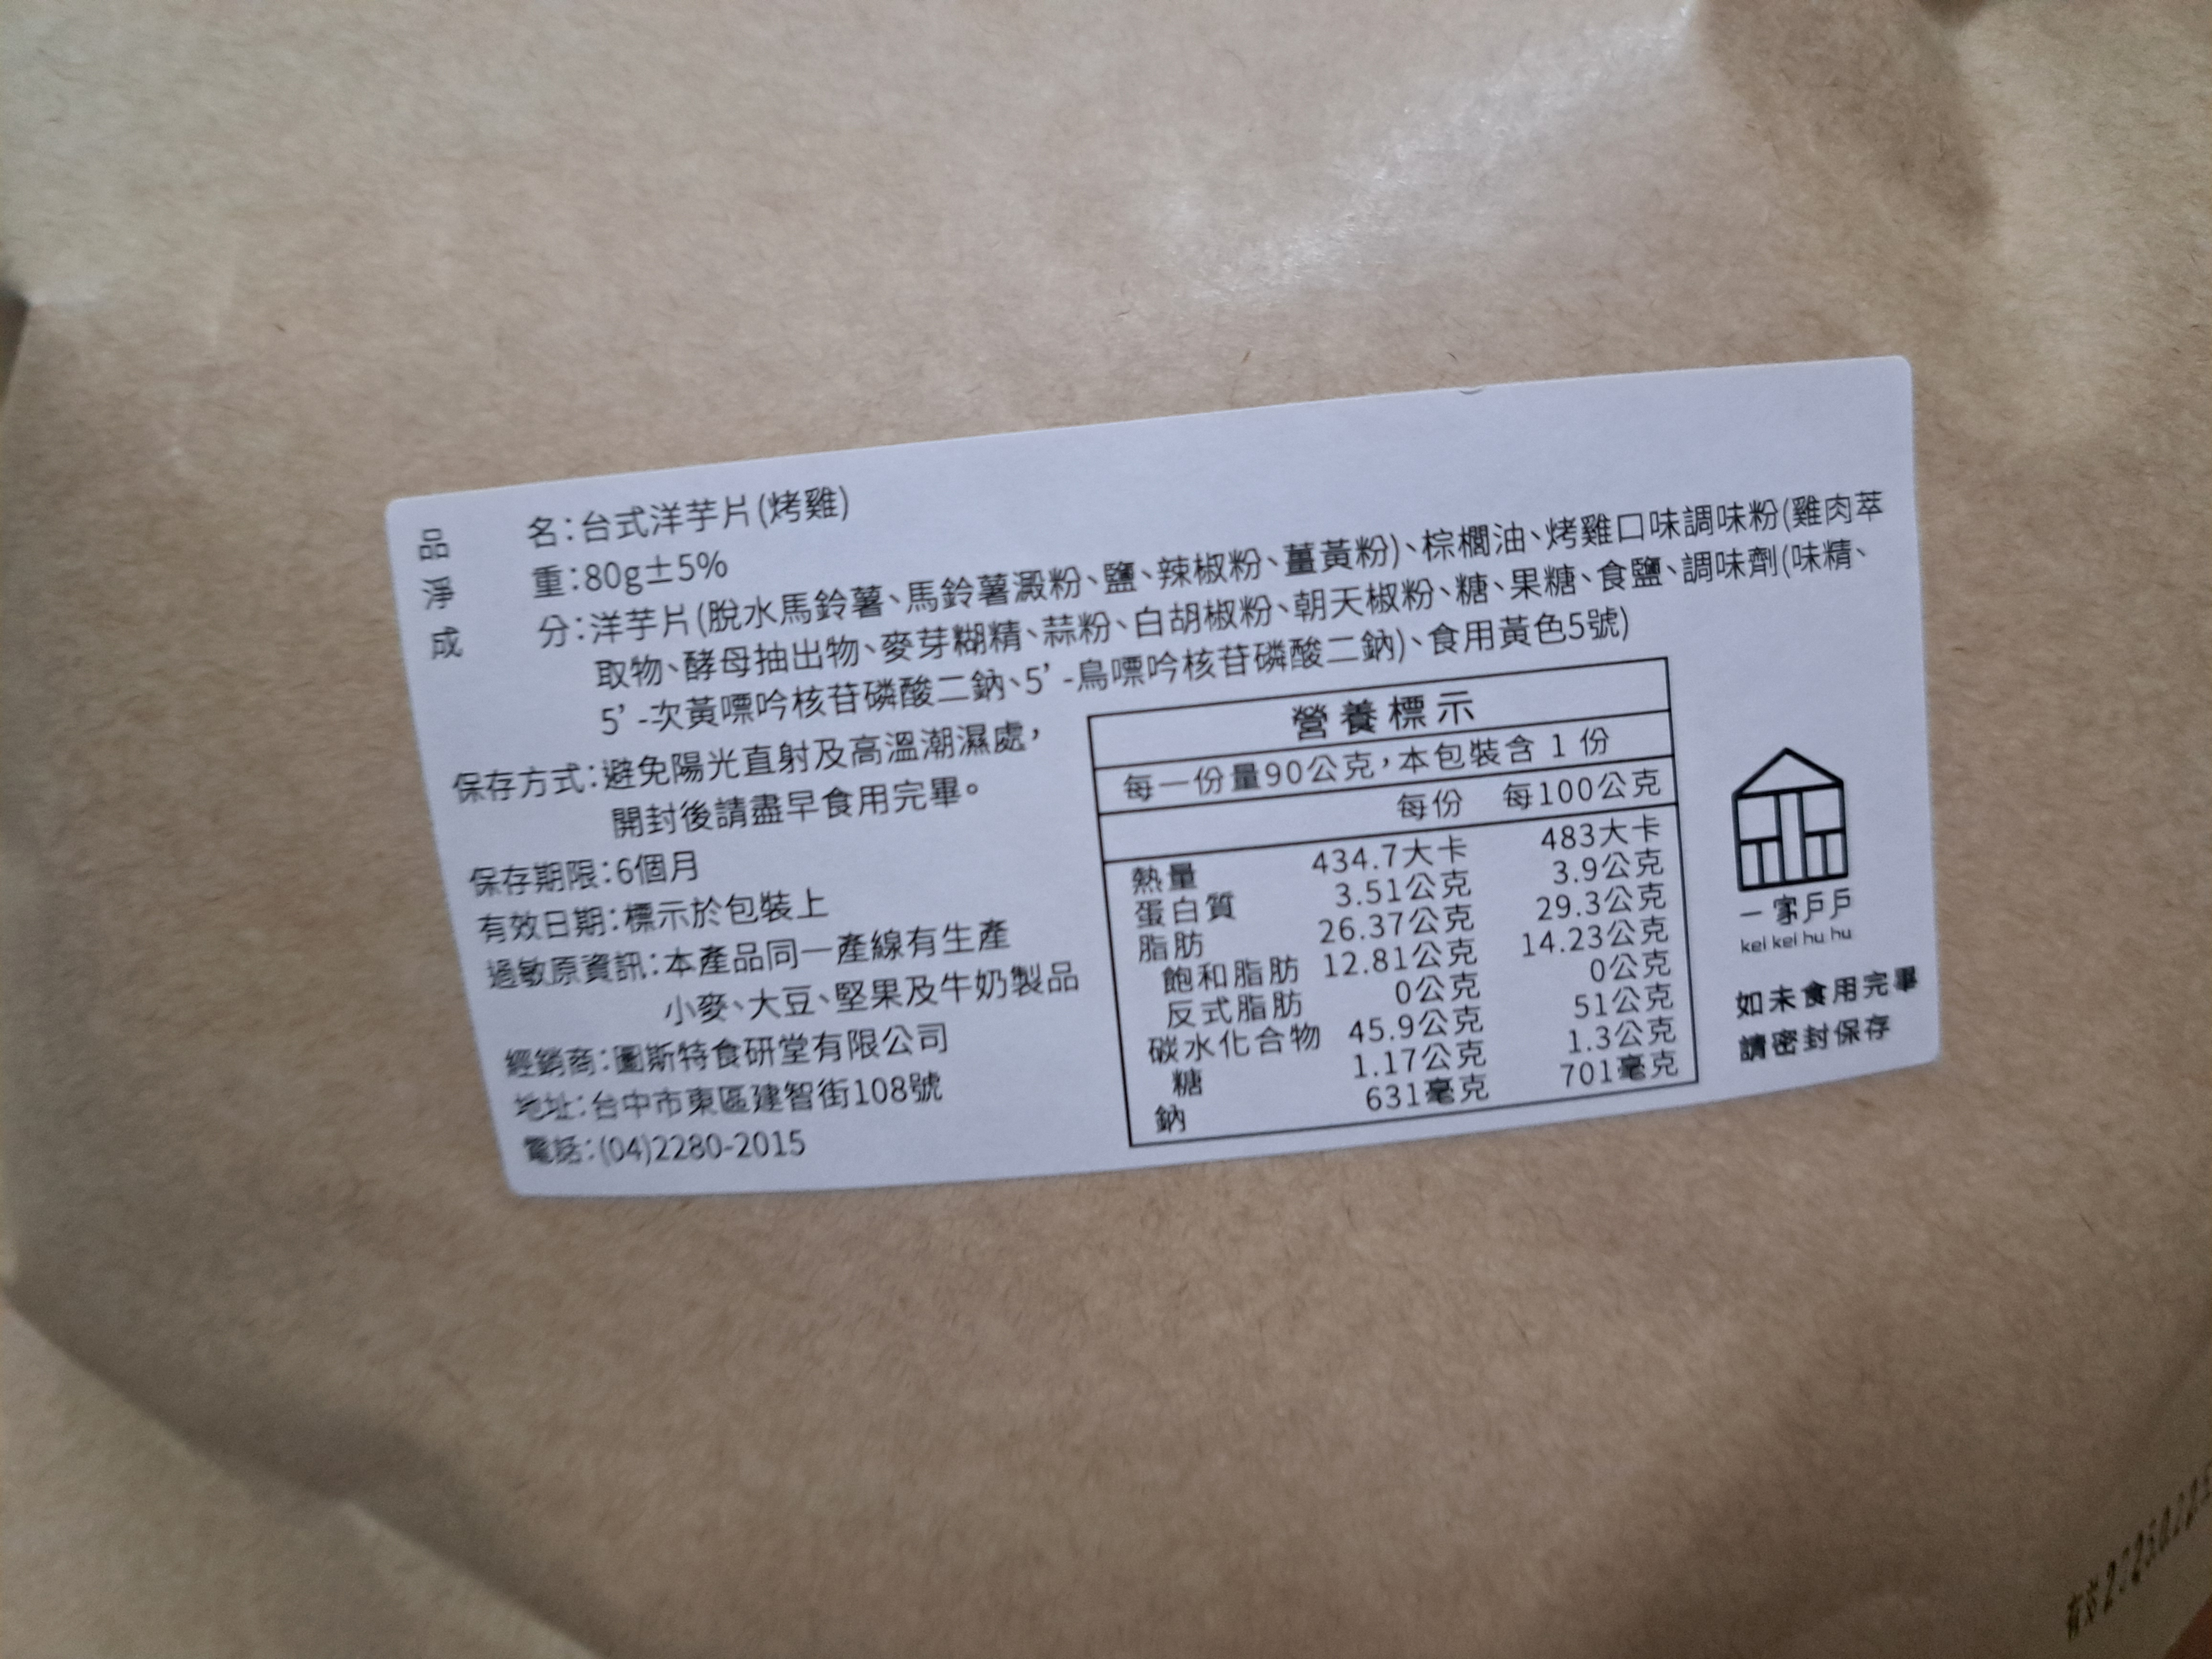 品　　名：台式洋芋片(烤雞)
淨　　重：80g±5%
成　　分：洋芋片(脫水馬鈴薯、馬鈴薯澱粉、鹽、辣椒粉、薑黃粉)、棕櫚油、烤雞口味調味粉(雞肉萃
取物、酵母抽出物、麥芽糊精、蒜粉、白胡椒粉、朝天椒粉、糖、果糖、食鹽、調味劑(味精、
5’-次黃嘌呤核苷磷酸二鈉、5’-鳥嘌呤核苷磷酸二鈉)、食用黃色5號)
保存方式：避免陽光直射及高溫潮濕處，
開封後請盡早食用完畢。
保存期限：6個月
有效日期：標示於包裝上
過敏原資訊：本產品同一產線有生產
小麥、大豆、堅果及牛奶製品
經銷商：圖斯特食研堂有限公司
地址：台中市東區建智街108號
電話：(04)2280-2015
營養標示
每一份量90公克，本包裝含 1 份
每份　每100公克
熱量　434.7大卡　483大卡
蛋白質　3.51公克　3.9公克
脂肪　26.37公克　29.3公克
飽和脂肪　12.81公克　14.23公克
反式脂肪　0公克　0公克
碳水化合物　45.9公克　51公克
糖　1.17公克　1.3公克
鈉　631毫克　701毫克
一家戶戶
kei kei hu hu
如未食用完畢
請密封保存